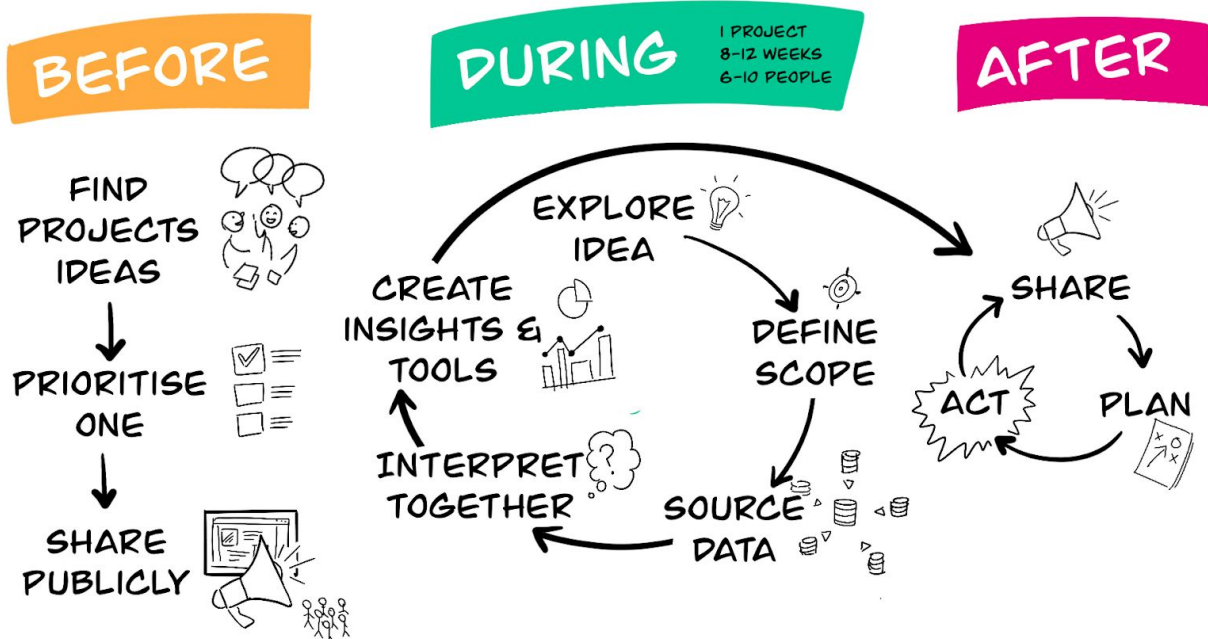 BEFORE
FIND
PROJECTS
IDEAS
PRIORITISE
ONE
SHARE
PUBLICLY
DURING
1 PROJECT
8-12 WEEKS
6-10 PEOPLE
EXPLORE
IDEA
DEFINE
SCOPE
SOURCE
DATA
INTERPRET
TOGETHER
?
CREATE
INSIGHTS &
TOOLS
AFTER
SHARE
PLAN
ACT